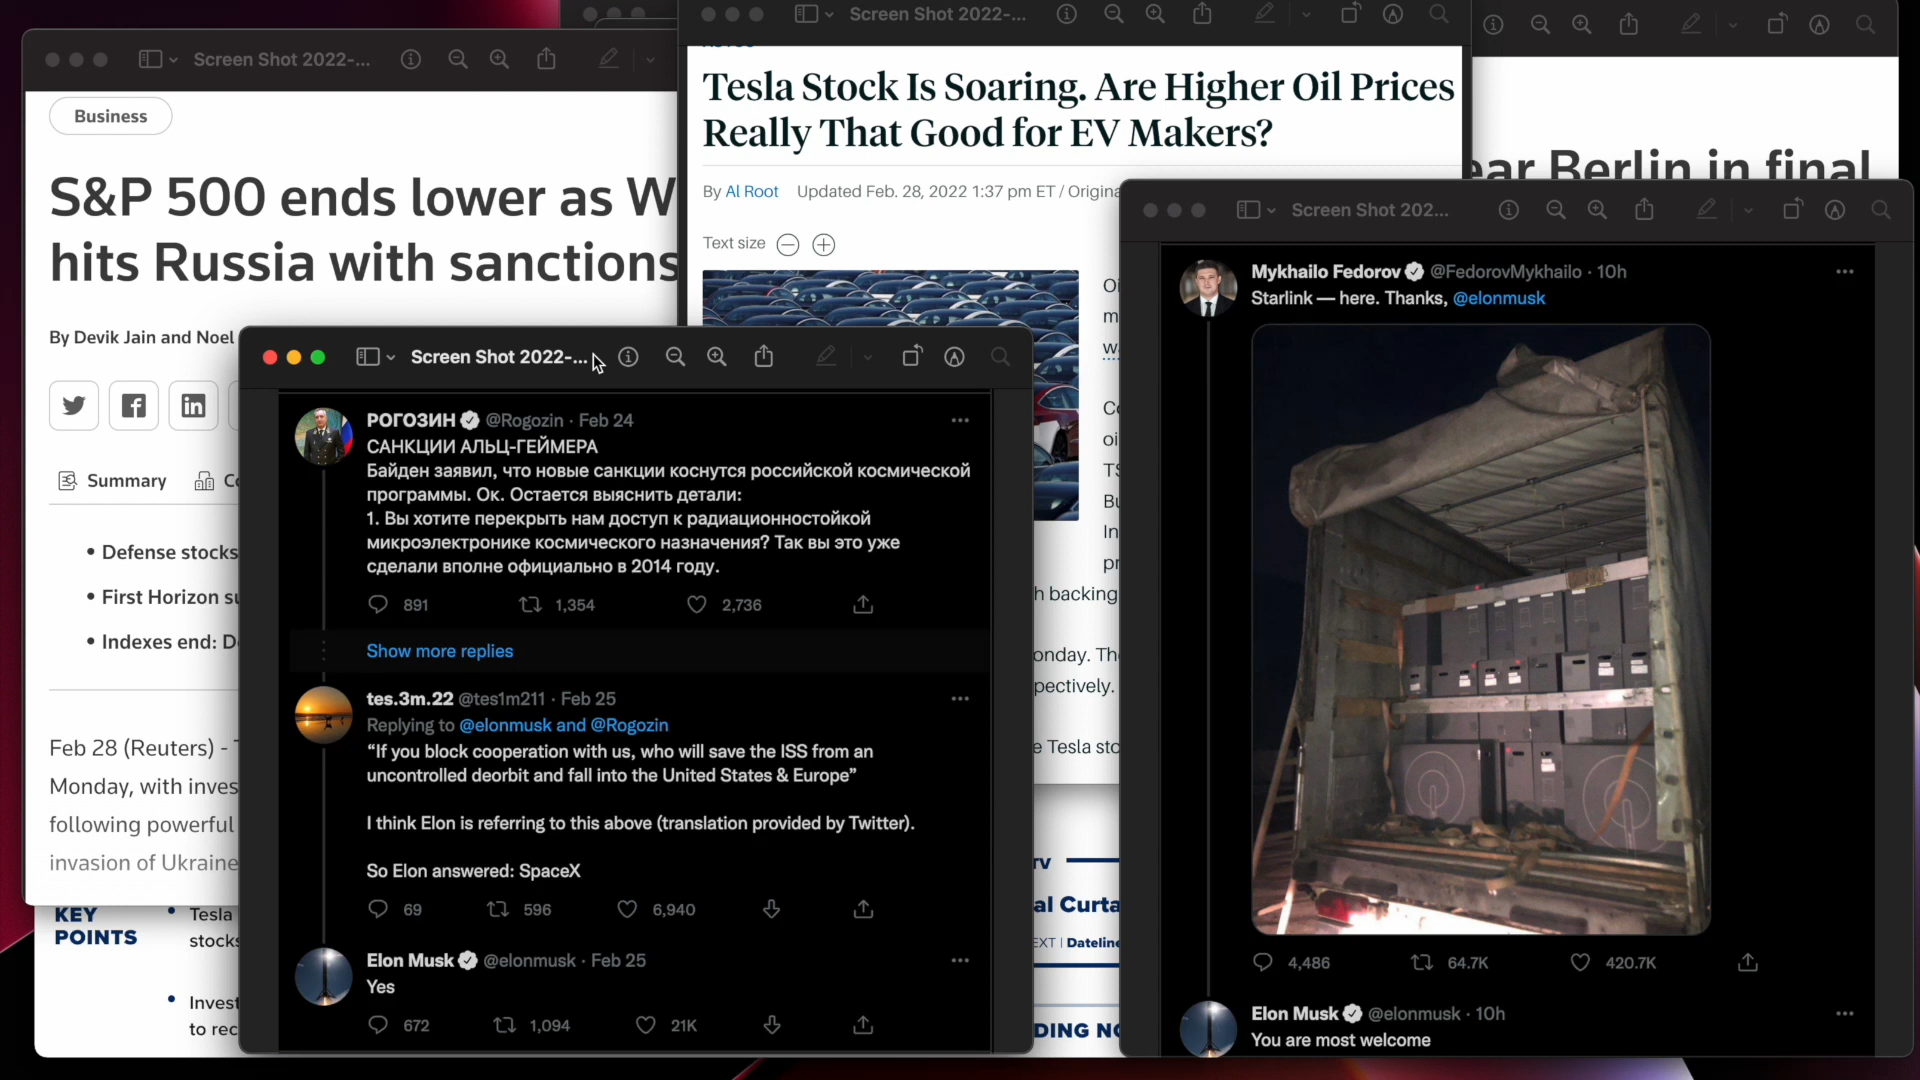 Screen Shot 2022-...
Business
S&P 500 ends lower as W
hits Russia with sanctions
By Devik Jain and Noel
Summary
• Defense stocks
• First Horizon su
• Indexes end: D
Feb 28 (Reuters) -
Monday, with inves
following powerful
invasion of Ukraine
KEY
POINTS
• Tesla
stocks
• Invest
to rec
Screen Shot 2022-...
Tesla Stock Is Soaring. Are Higher Oil Prices
Really That Good for EV Makers?
By Al Root Updated Feb. 28, 2022 1:37 pm ET / Origina
Text size
h backing
onday. The
pectively.
e Tesla sto
TV
al Curta
EXT | Dateline
DING NO
ear Berlin in final
Screen Shot 2022-...
РОГОЗИН @Rogozin · Feb 24
САНКЦИИ АЛЬЦ-ГЕЙМЕРА
Байден заявил, что новые санкции коснутся российской космической
программы. Ок. Остается выяснить детали:
1. Вы хотите перекрыть нам доступ к радиационностойкой
микроэлектронике космического назначения? Так вы это уже
сделали вполне официально в 2014 году.
891 1,354 2,736
Show more replies
tes.3m.22 @tes1m211 · Feb 25
Replying to @elonmusk and @Rogozin
“If you block cooperation with us, who will save the ISS from an
uncontrolled deorbit and fall into the United States & Europe”
I think Elon is referring to this above (translation provided by Twitter).
So Elon answered: SpaceX
69 596 6,940
Elon Musk @elonmusk · Feb 25
Yes
672 1,094 21K
Screen Shot 202...
Mykhailo Fedorov @FedorovMykhailo · 10h
Starlink — here. Thanks, @elonmusk
4,486 64.7K 420.7K
Elon Musk @elonmusk · 10h
You are most welcome